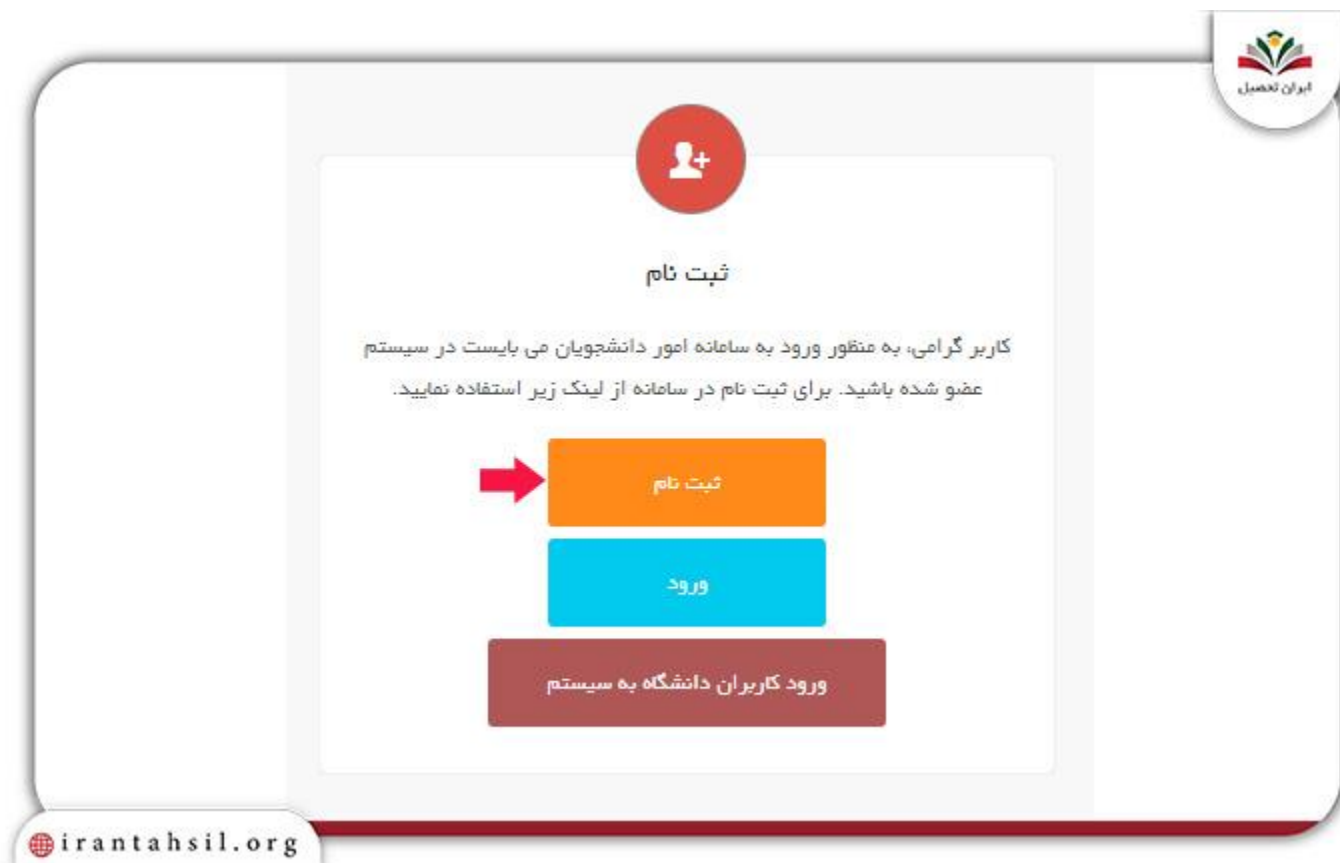 ایران تحصیل
ثبت نام
کاربر گرامی، به منظور ورود به سامانه امور دانشجویان می بایست در سیستم
عضو شده باشید. برای ثبت نام در سامانه از لینک زیر استفاده نمایید.
ثبت نام
ورود
ورود کاربران دانشگاه به سیستم
irantahsil.org